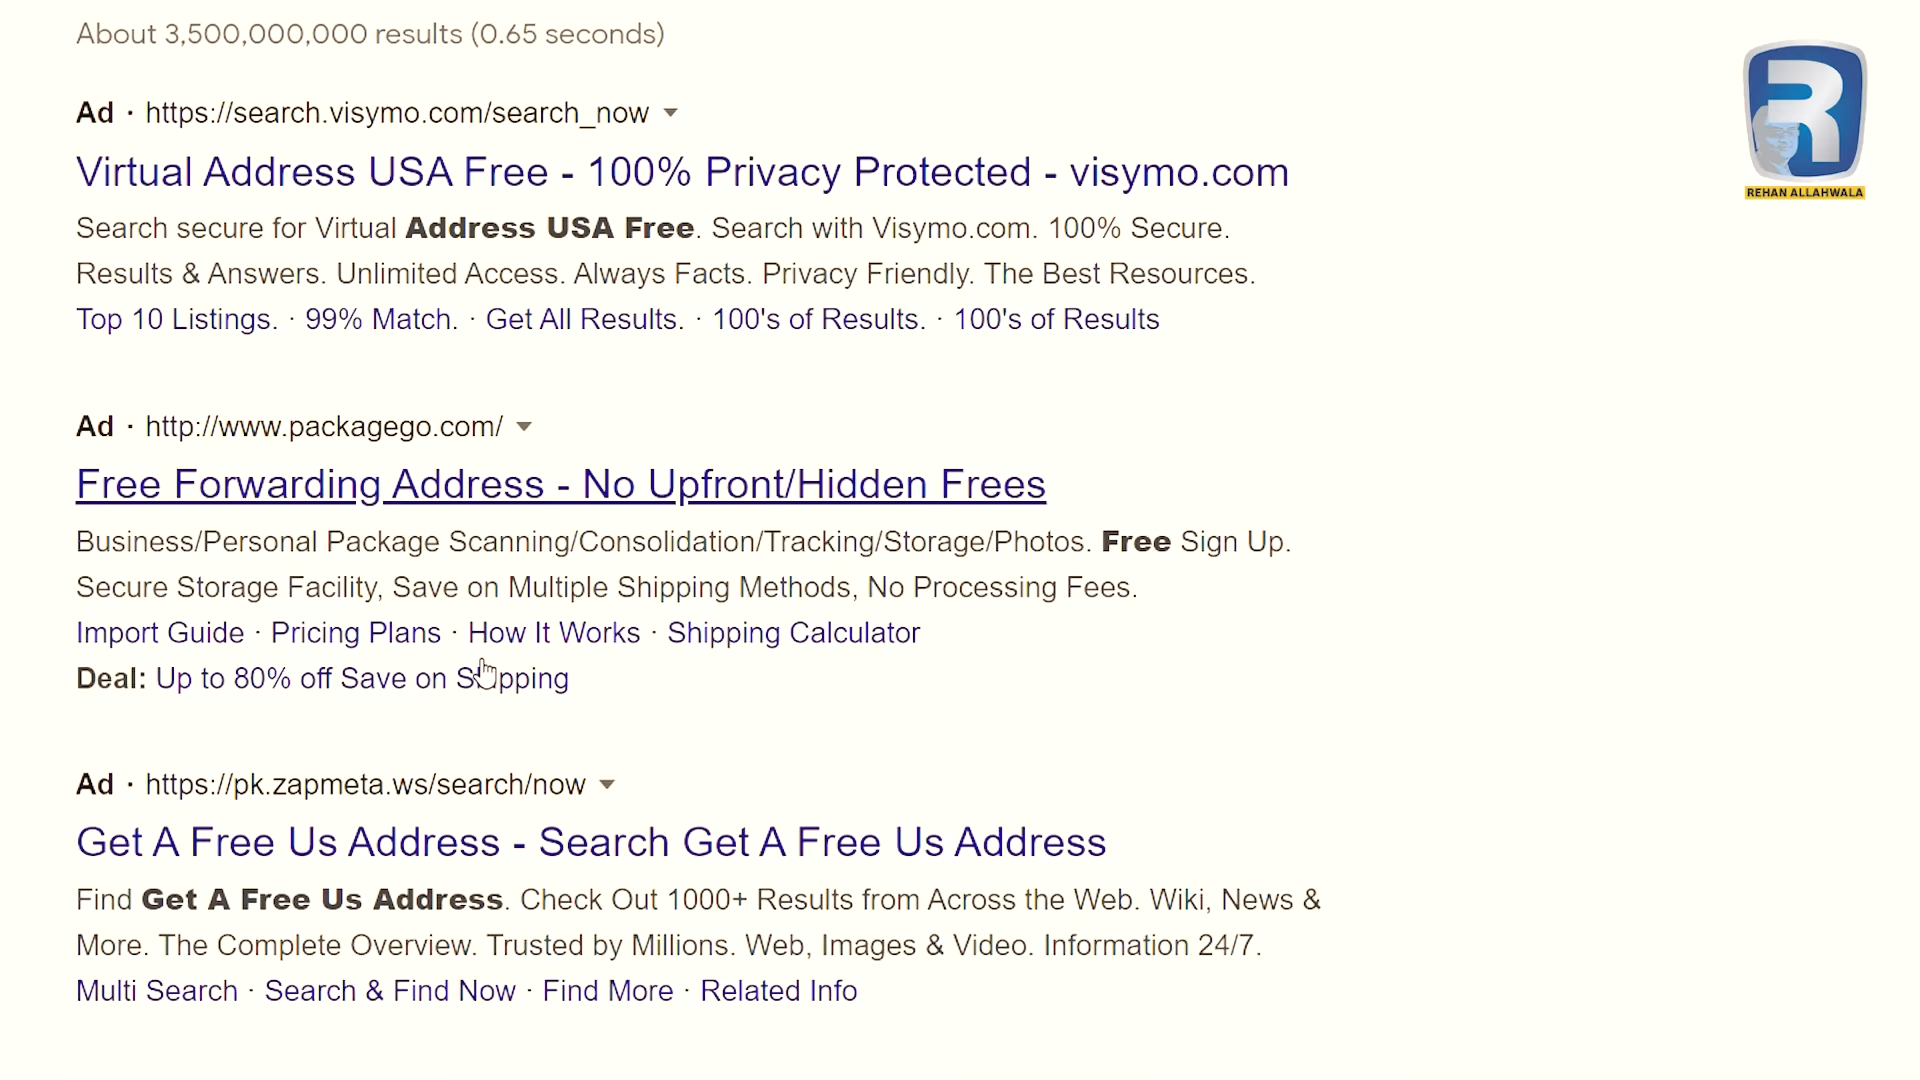 About 3,500,000,000 results (0.65 seconds)
Ad · https://search.visymo.com/search_now
Virtual Address USA Free - 100% Privacy Protected - visymo.com
Search secure for Virtual Address USA Free. Search with Visymo.com. 100% Secure.
Results & Answers. Unlimited Access. Always Facts. Privacy Friendly. The Best Resources.
Top 10 Listings. · 99% Match. · Get All Results. · 100's of Results. · 100's of Results
Ad · http://www.packagego.com/
Free Forwarding Address - No Upfront/Hidden Frees
Business/Personal Package Scanning/Consolidation/Tracking/Storage/Photos. Free Sign Up.
Secure Storage Facility, Save on Multiple Shipping Methods, No Processing Fees.
Import Guide · Pricing Plans · How It Works · Shipping Calculator
Deal: Up to 80% off Save on Shipping
Ad · https://pk.zapmeta.ws/search/now
Get A Free Us Address - Search Get A Free Us Address
Find Get A Free Us Address. Check Out 1000+ Results from Across the Web. Wiki, News &
More. The Complete Overview. Trusted by Millions. Web, Images & Video. Information 24/7.
Multi Search · Search & Find Now · Find More · Related Info
R
REHAN ALLAHWALA